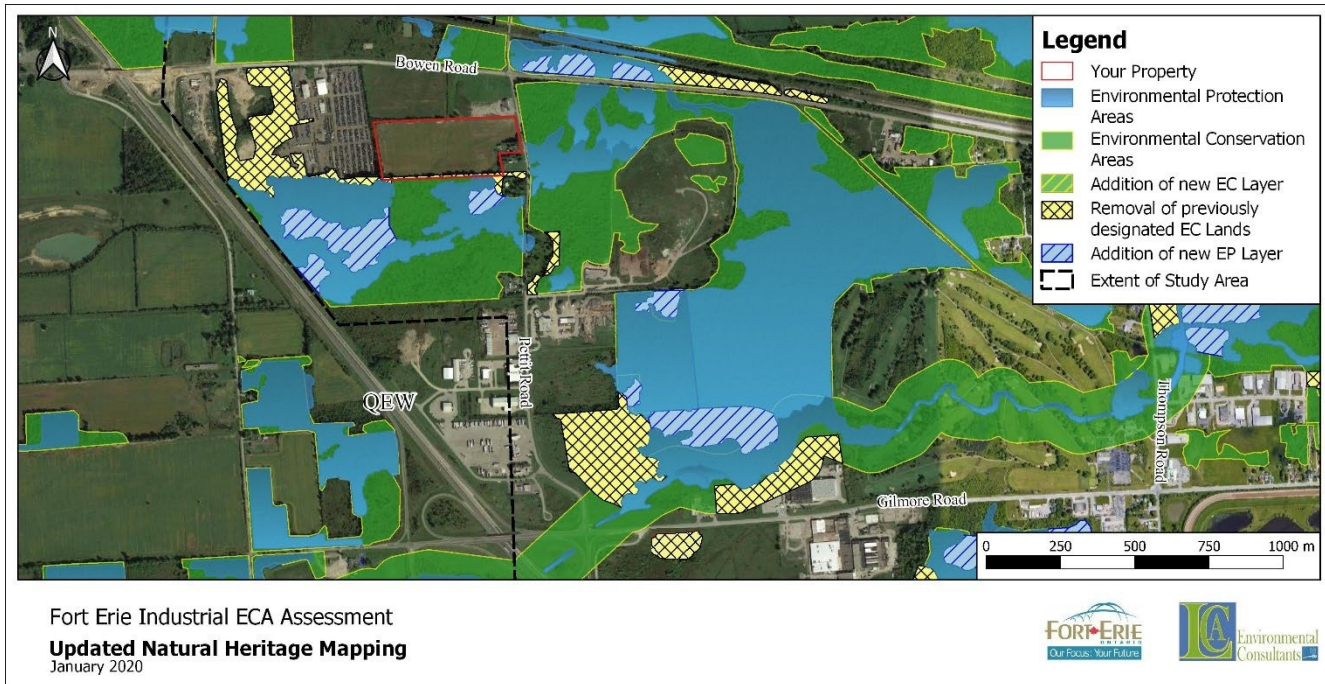 N
Bowen Road
Pettit Road
QEW
Thompson Road
Gilmore Road
Legend
Your Property
Environmental Protection
Areas
Environmental Conservation
Areas
Addition of new EC Layer
Removal of previously
designated EC Lands
Addition of new EP Layer
Extent of Study Area
0 250 500 750 1000 m
Fort Erie Industrial ECA Assessment
Updated Natural Heritage Mapping
January 2020
FORT ERIE
ONTARIO
Our Focus: Your Future
LCA
Environmental
Consultants